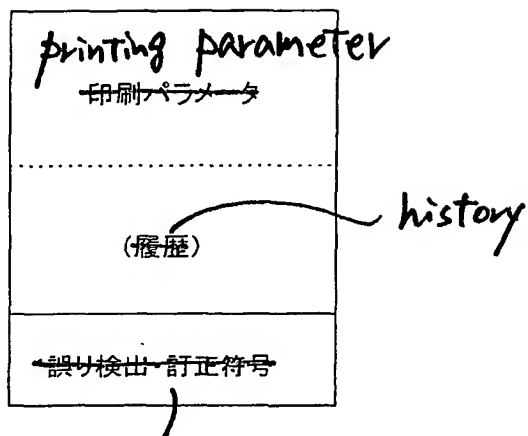 printing parameter
印刷パラメータ
(履歴)
history
誤り検出・訂正符号